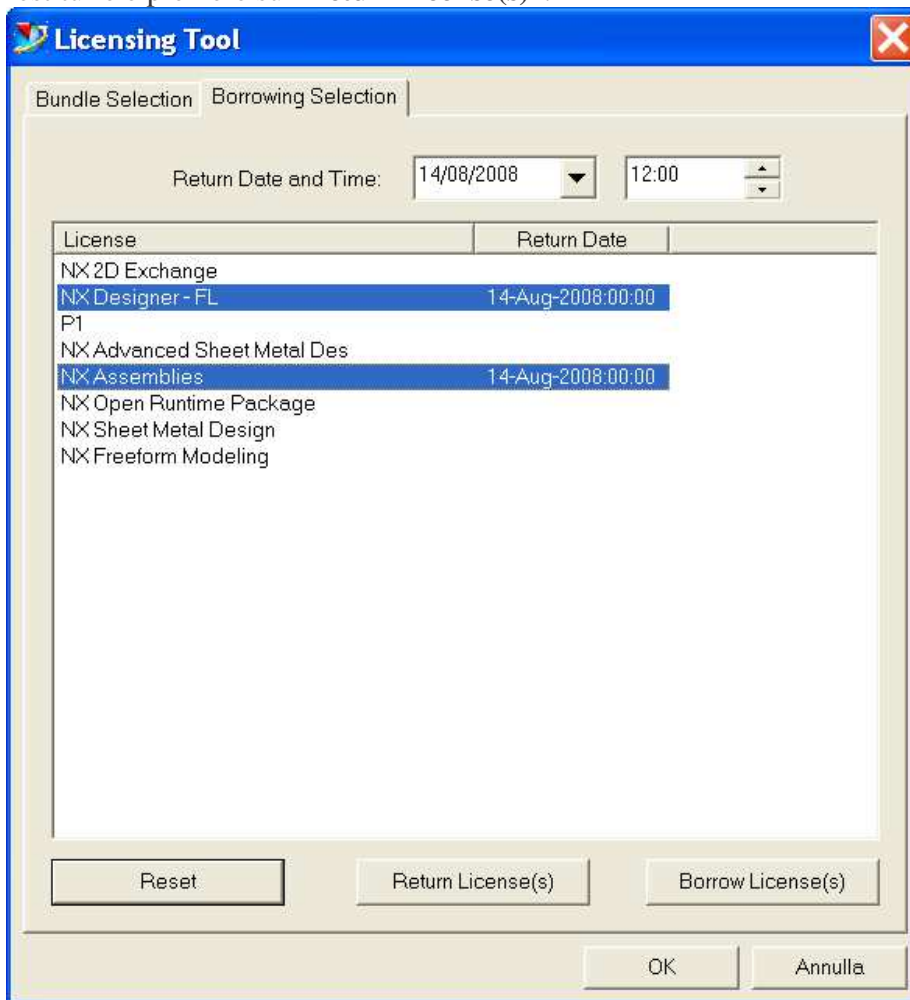 Licensing Tool
Bundle Selection Borrowing Selection
Return Date and Time: 14/08/2008 12:00
License Return Date
NX 2D Exchange
NX Designer - FL 14-Aug-2008:00:00
P1
NX Advanced Sheet Metal Des
NX Assemblies 14-Aug-2008:00:00
NX Open Runtime Package
NX Sheet Metal Design
NX Freeform Modeling
Reset Return License(s) Borrow License(s)
OK Annulla